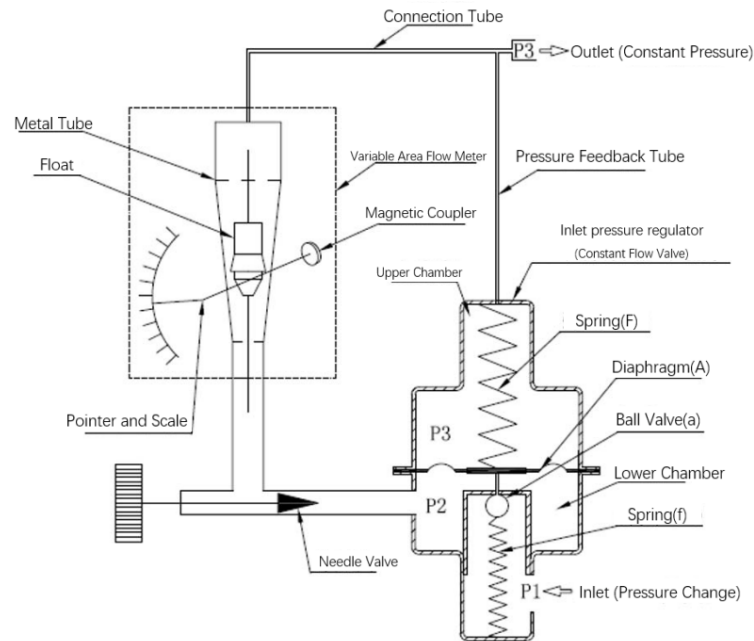 Connection Tube
P3
Outlet (Constant Pressure)
Metal Tube
Float
Variable Area Flow Meter
Pressure Feedback Tube
Magnetic Coupler
Inlet pressure regulator
(Constant Flow Valve)
Upper Chamber
Spring(F)
Diaphragm(A)
Pointer and Scale
P3
Ball Valve(a)
Lower Chamber
P2
Spring(f)
Needle Valve
P1
Inlet (Pressure Change)